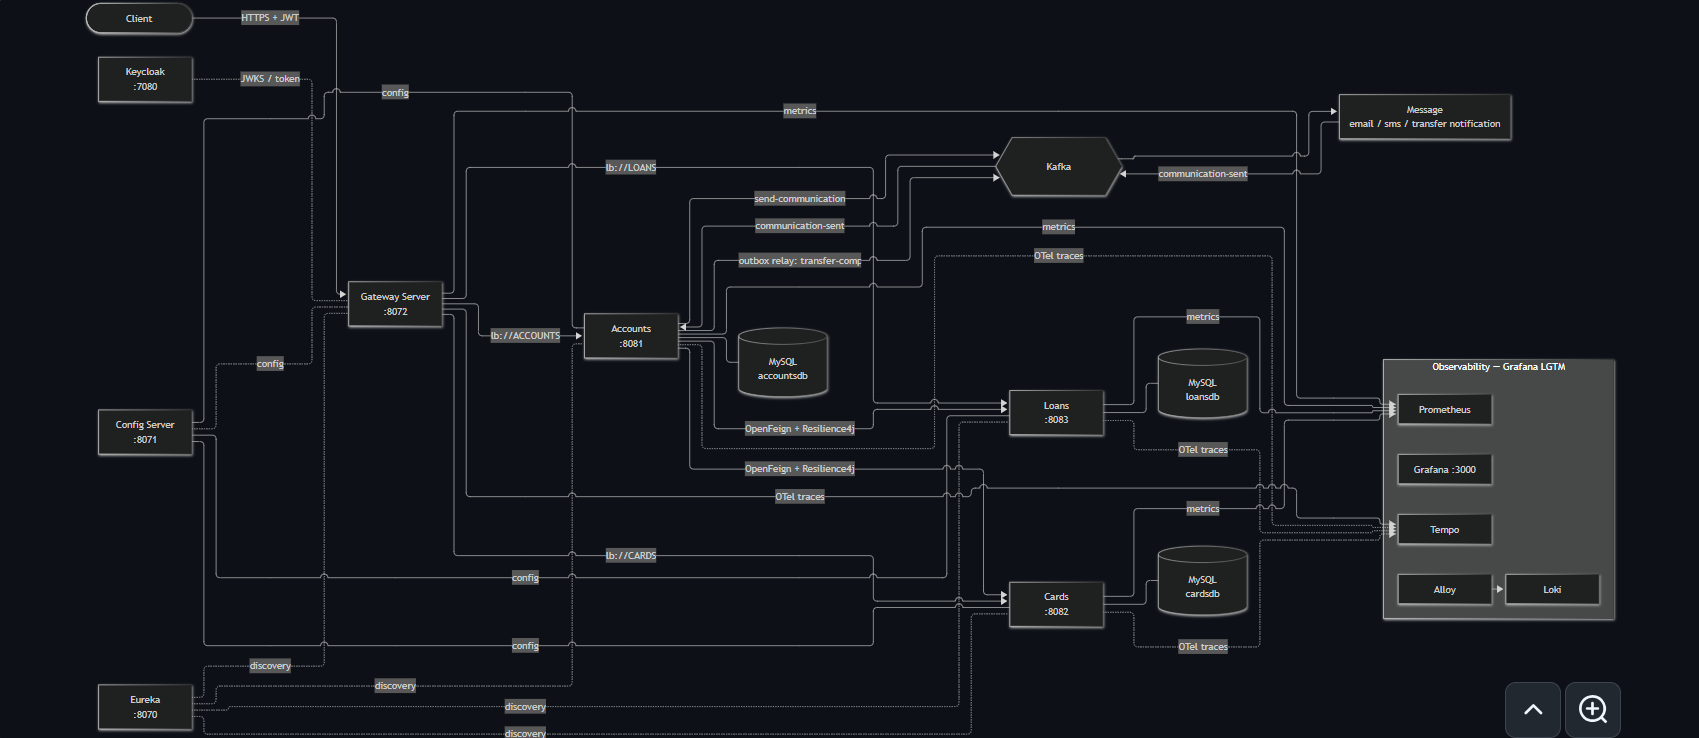 Client
HTTPS + JWT
Keycloak
:7080
JWKS / token
config
metrics
Message
email / sms / transfer notification
lb://LOANS
Kafka
communication-sent
send-communication
communication-sent
metrics
outbox relay: transfer-comp
OTel traces
Gateway Server
:8072
lb://ACCOUNTS
Accounts
:8081
metrics
config
MySQL
accountsdb
MySQL
loansdb
Observability — Grafana LGTM
Loans
:8083
Prometheus
Config Server
:8071
OpenFeign + Resilience4j
OTel traces
OpenFeign + Resilience4j
Grafana :3000
OTel traces
metrics
Tempo
lb://CARDS
config
MySQL
cardsdb
Cards
:8082
Alloy
Loki
config
OTel traces
discovery
discovery
Eureka
:8070
discovery
discovery